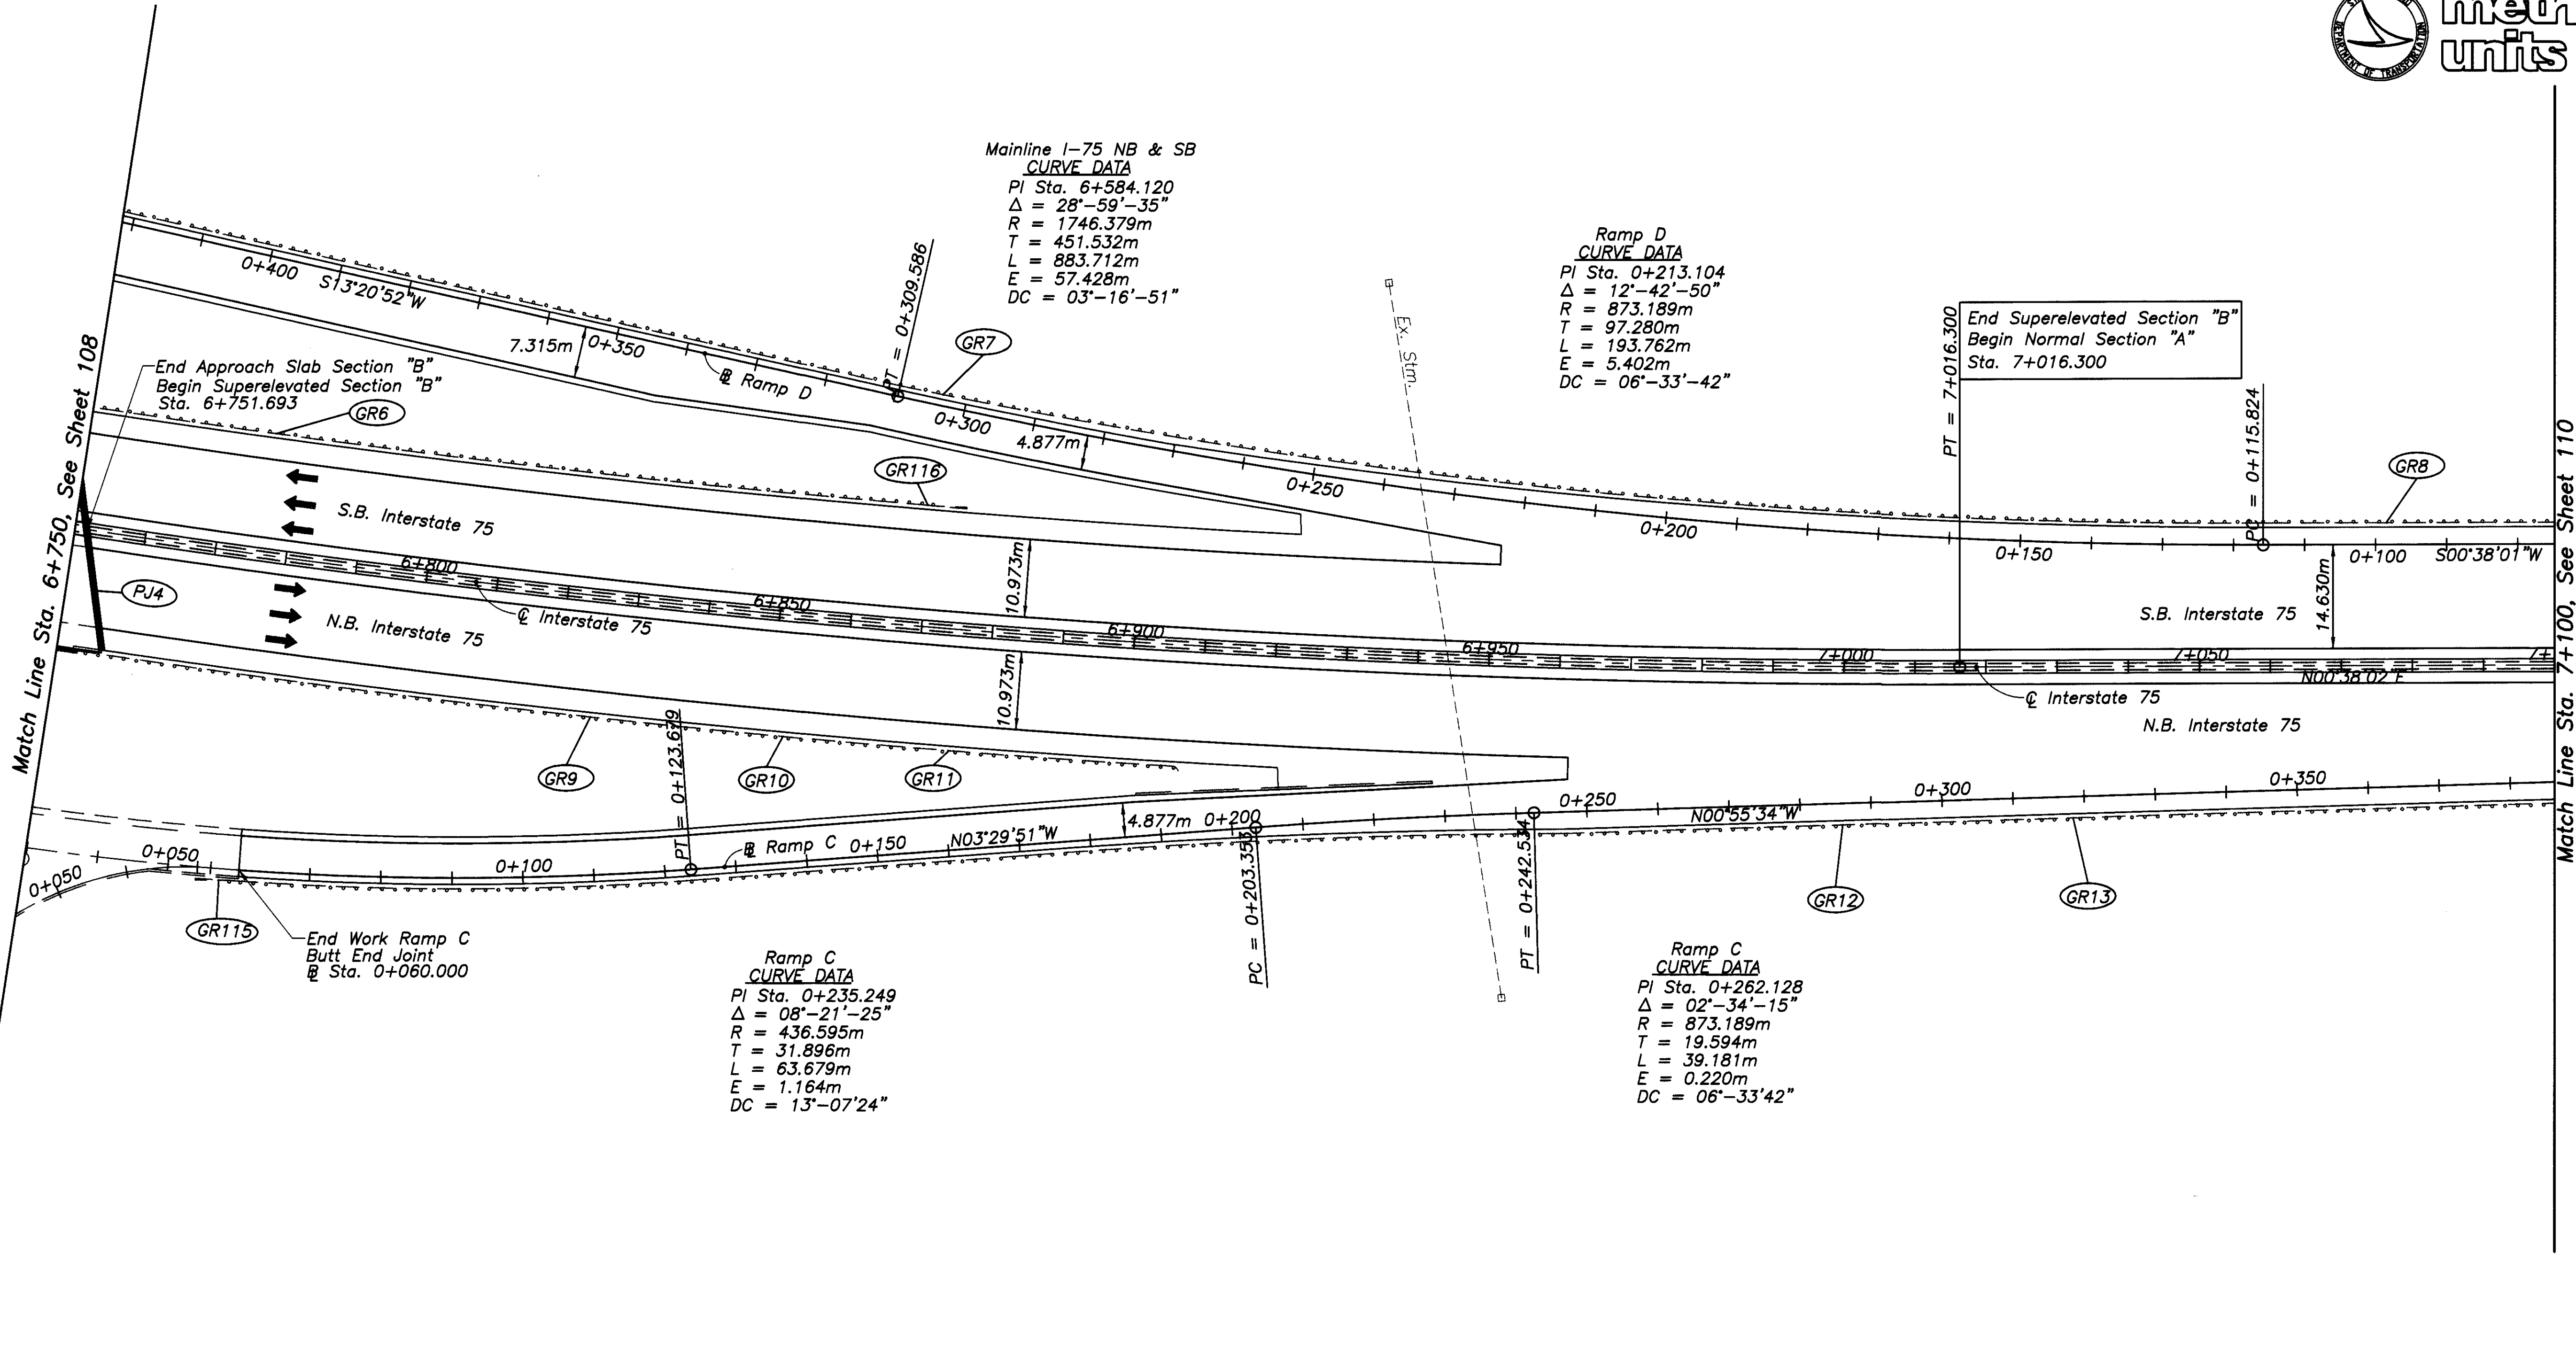 DEPARTMENT OF TRANSPORTATION
units
Mainline I-75 NB & SB
CURVE DATA
PI Sta. 6+584.120
Δ = 28°-59'-35"
R = 1746.379m
T = 451.532m
L = 883.712m
E = 57.428m
DC = 03°-16'-51"
Ramp D
CURVE DATA
PI Sta. 0+213.104
Δ = 12°-42'-50"
R = 873.189m
T = 97.280m
L = 193.762m
E = 5.402m
DC = 06°-33'-42"
End Superelevated Section "B"
Begin Normal Section "A"
Sta. 7+016.300
PT = 7+016.300
PT = 0+309.586
PC = 0+115.824
0+400
S13°20'52"W
7.315m
0+350
℄ Ramp D
GR7
0+300
4.877m
0+250
0+200
0+150
0+100
S00°38'01"W
GR8
Ex. Stm.
End Approach Slab Section "B"
Begin Superelevated Section "B"
Sta. 6+751.693
GR6
GR116
S.B. Interstate 75
10.973m
S.B. Interstate 75
14.630m
6+800
6+850
6+900
6+950
7+000
7+050
7+
N00°38'02"E
PJ4
℄ Interstate 75
N.B. Interstate 75
10.973m
℄ Interstate 75
N.B. Interstate 75
Match Line Sta. 6+750, See Sheet 108
Match Line Sta. 7+100, See Sheet 110
GR9
GR10
GR11
PT = 0+123.679
0+050
0+050
0+100
℄ Ramp C
0+150
N03°29'51"W
4.877m
0+200
PC = 0+203.353
PT = 0+242.534
0+250
N00°55'34"W
0+300
0+350
GR12
GR13
GR115
End Work Ramp C
Butt End Joint
℄ Sta. 0+060.000
Ramp C
CURVE DATA
PI Sta. 0+235.249
Δ = 08°-21'-25"
R = 436.595m
T = 31.896m
L = 63.679m
E = 1.164m
DC = 13°-07'24"
Ramp C
CURVE DATA
PI Sta. 0+262.128
Δ = 02°-34'-15"
R = 873.189m
T = 19.594m
L = 39.181m
E = 0.220m
DC = 06°-33'42"